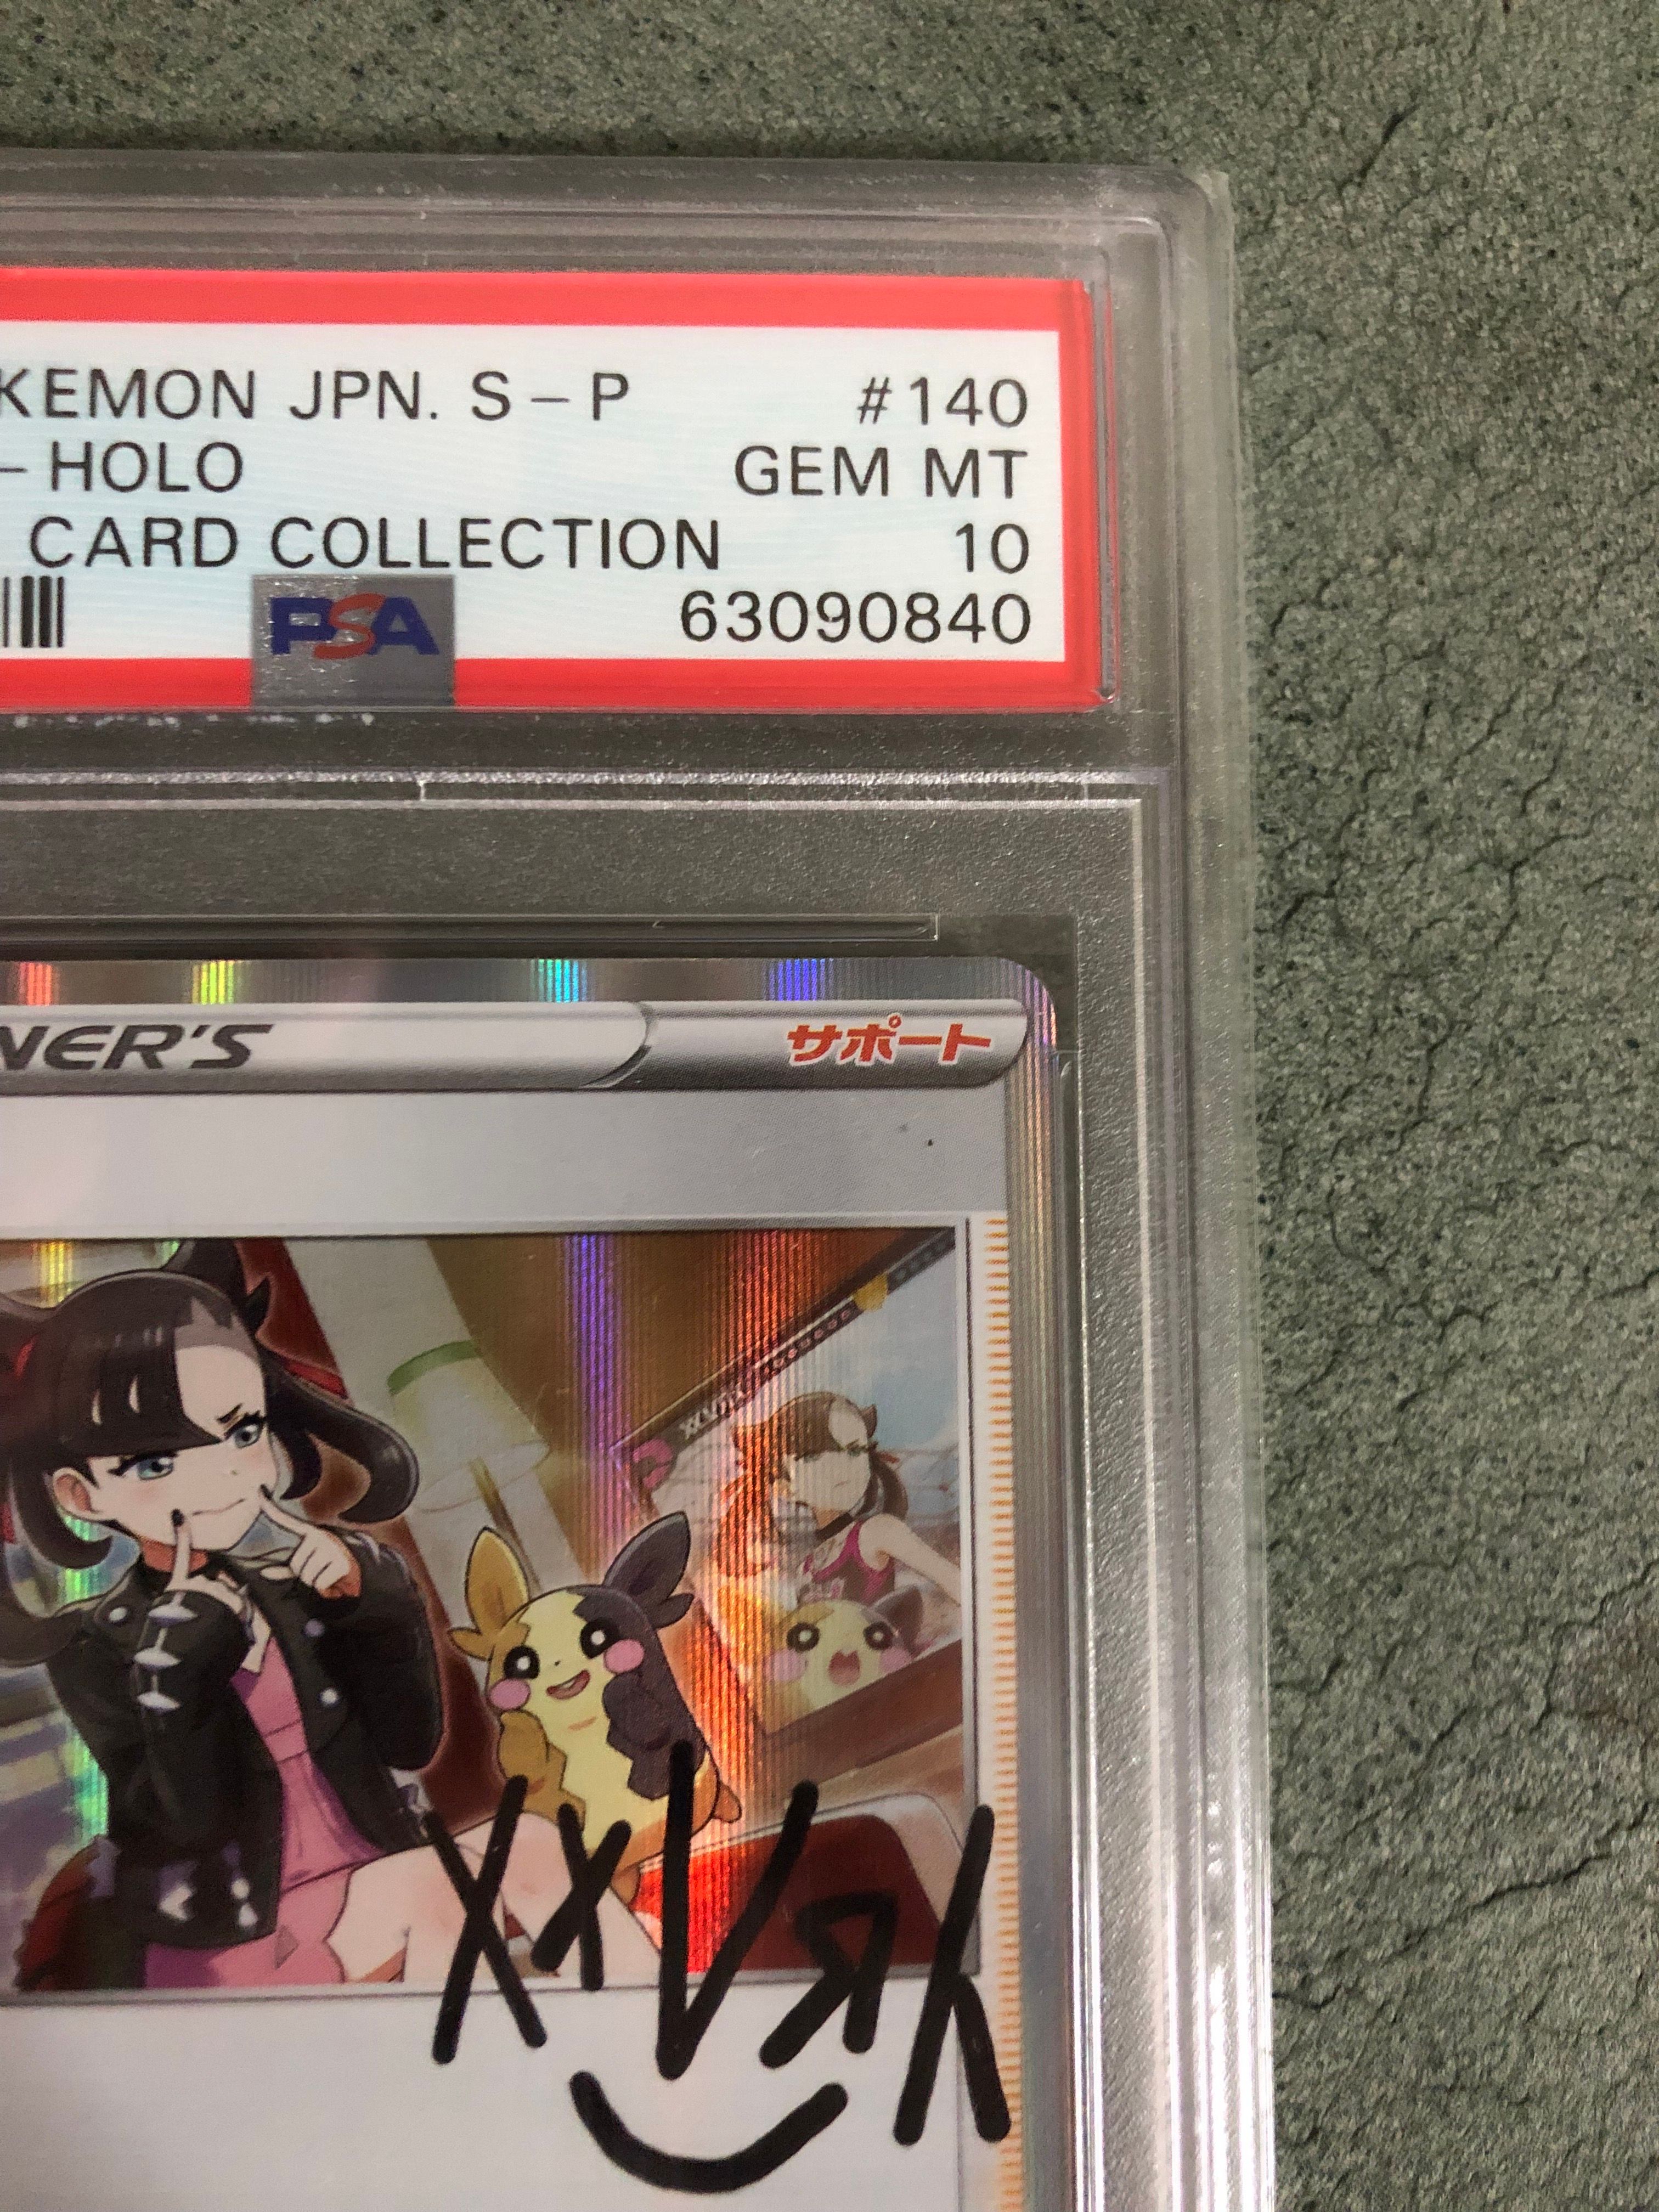 KEMON JPN. S-P #140
-HOLO GEM MT
CARD COLLECTION 10
PSA 63090840
NER'S サポート